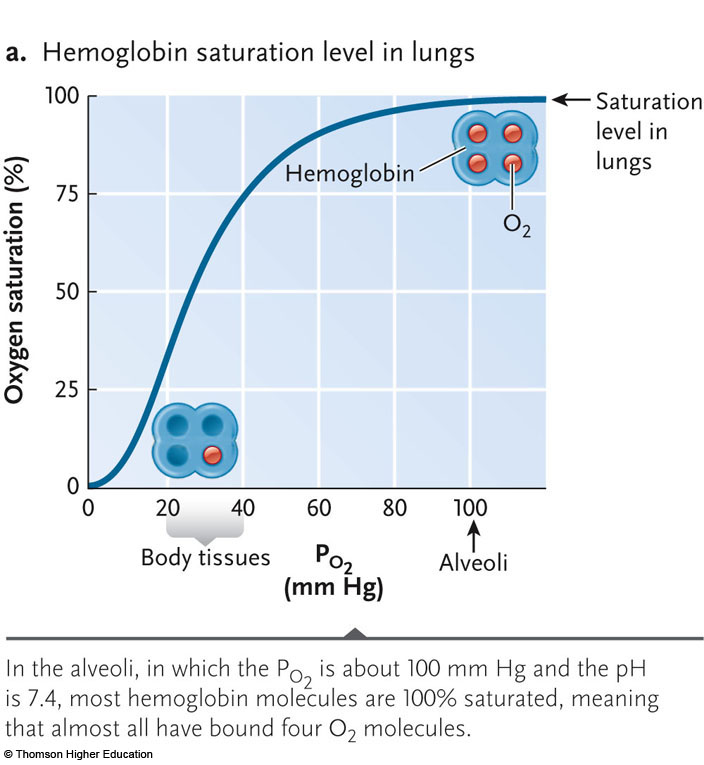 a. Hemoglobin saturation level in lungs
100
75
50
25
0
Oxygen saturation (%)
Hemoglobin
O₂
Saturation
level in
lungs
0 20 40 60 80 100
Body tissues
P_O₂
(mm Hg)
Alveoli
In the alveoli, in which the P_O₂ is about 100 mm Hg and the pH
is 7.4, most hemoglobin molecules are 100% saturated, meaning
that almost all have bound four O₂ molecules.
© Thomson Higher Education